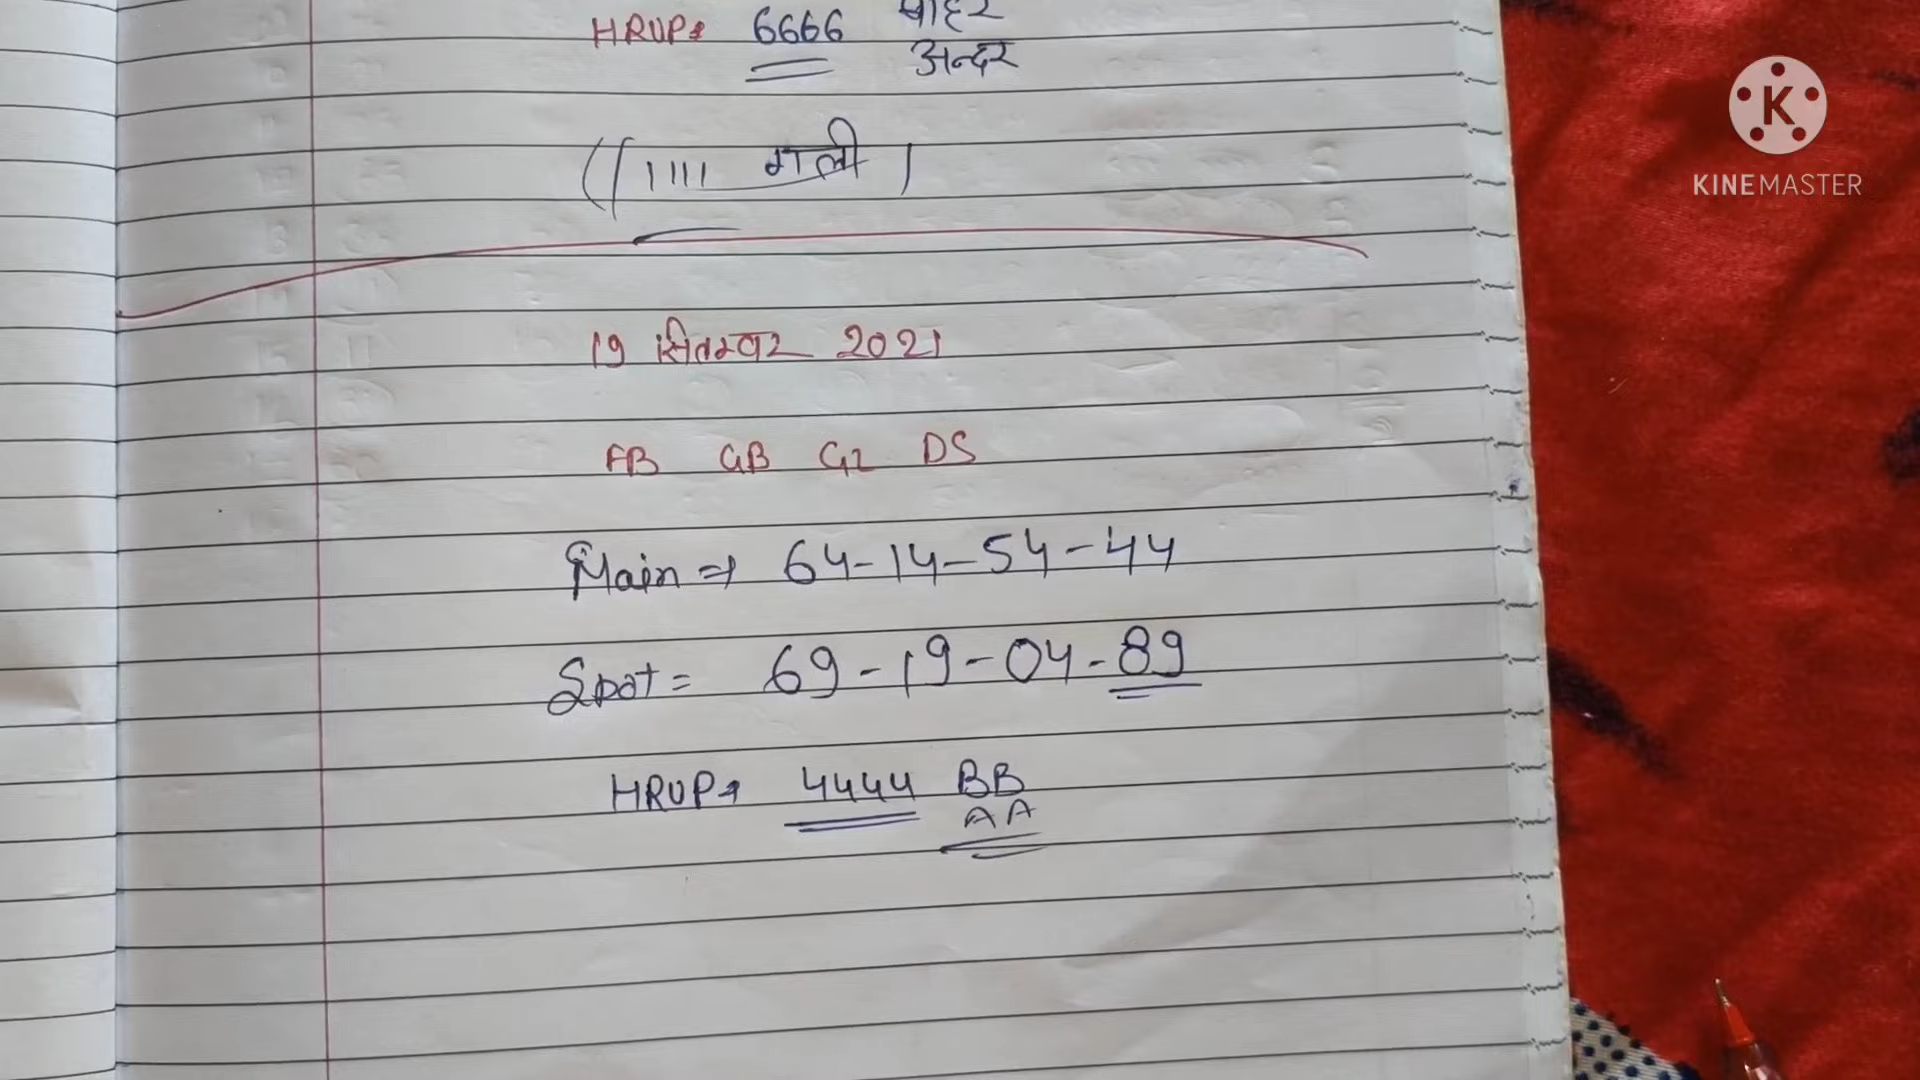 HRUP⇒ 6666 बाहर
अन्दर
1111 गली
19 सितम्बर 2021
FB GB GZ DS
Main ⇒ 64-14-54-44
Spot = 69-19-04-89
HRUP⇒ 4444 BB
AA
K
KINEMASTER